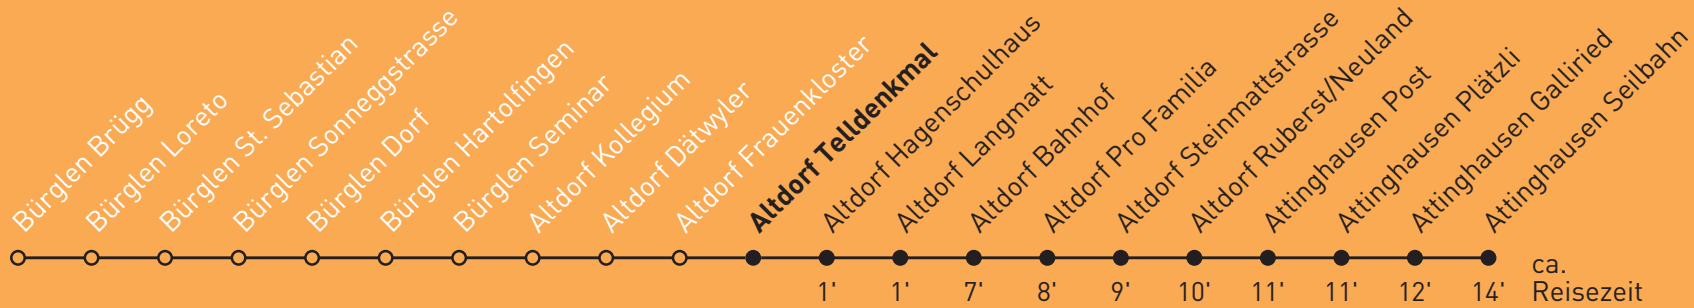 Bürglen Brügg
Bürglen Loreto
Bürglen St. Sebastian
Bürglen Sonneggstrasse
Bürglen Dorf
Bürglen Hartolfingen
Bürglen Seminar
Altdorf Kollegium
Altdorf Dätwyler
Altdorf Frauenkloster
Altdorf Telldenkmal
Altdorf Hagenschulhaus
Altdorf Langmatt
Altdorf Bahnhof
Altdorf Pro Familia
Altdorf Steinmattstrasse
Altdorf Ruberst/Neuland
Attinghausen Post
Attinghausen Plätzli
Attinghausen Galliried
Attinghausen Seilbahn
ca.
1' 1' 7' 8' 9' 10' 11' 11' 12' 14' Reisezeit